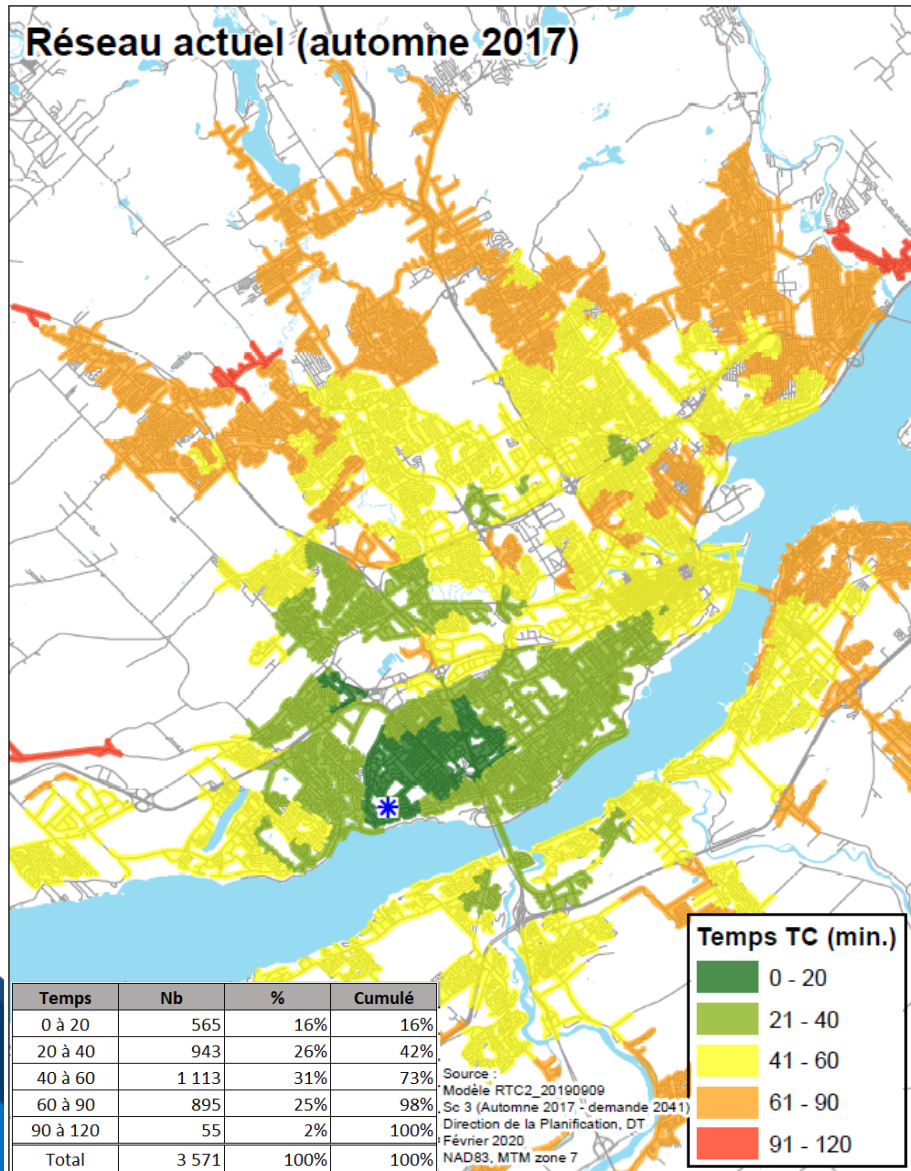 Réseau actuel (automne 2017)
Temps TC (min.)
0 - 20
21 - 40
41 - 60
61 - 90
91 - 120
Temps Nb % Cumulé
0 à 20 565 16% 16%
20 à 40 943 26% 42%
40 à 60 1 113 31% 73%
60 à 90 895 25% 98%
90 à 120 55 2% 100%
Total 3 571 100% 100%
Source :
Modèle RTC2_20190909
Sc 3 (Automne 2017 - demande 2041)
Direction de la Planification, DT
Février 2020
NAD83, MTM zone 7